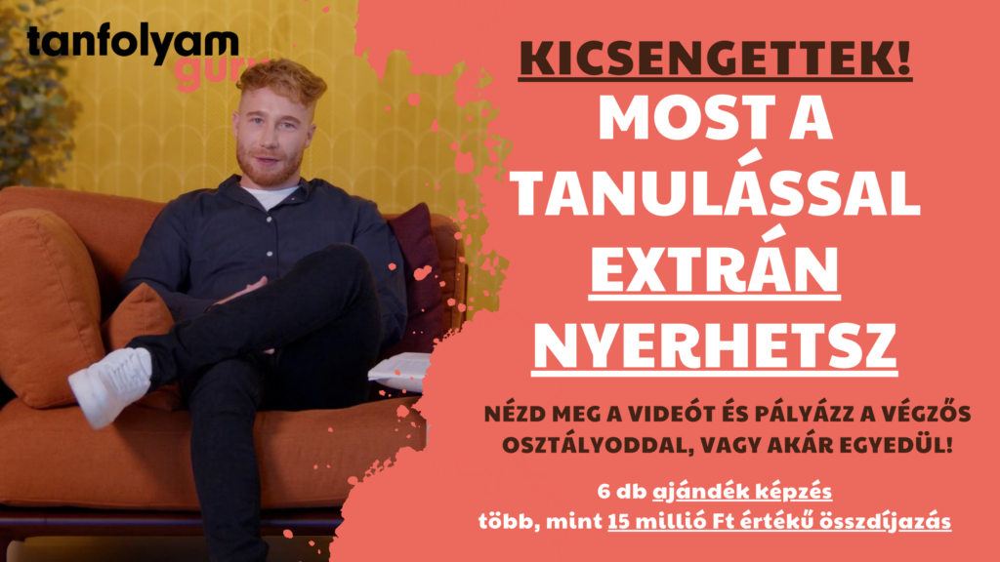 tanfolyam
guru
KICSENGETTEK!
MOST A
TANULÁSSAL
EXTRÁN
NYERHETSZ
NÉZD MEG A VIDEÓT ÉS PÁLYÁZZ A VÉGZŐS
OSZTÁLYODDAL, VAGY AKÁR EGYEDÜL!
6 db ajándék képzés
több, mint 15 millió Ft értékű összdíjazás